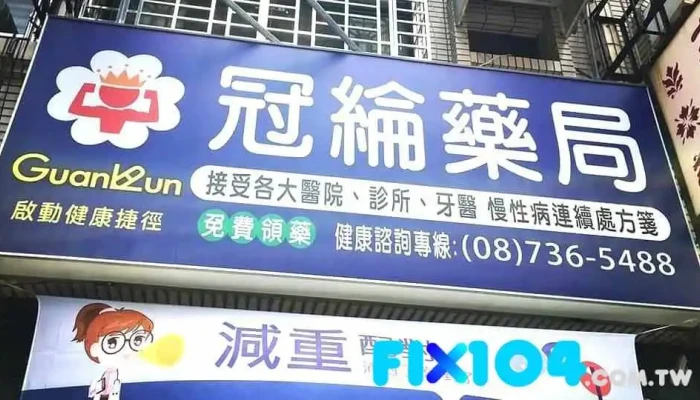 冠綸藥局
GuanLun
接受各大醫院、診所、牙醫 慢性病連續處方箋
啟動健康捷徑
免費領藥
健康諮詢專線:(08)736-5488
減重
FIX104
.COM.TW